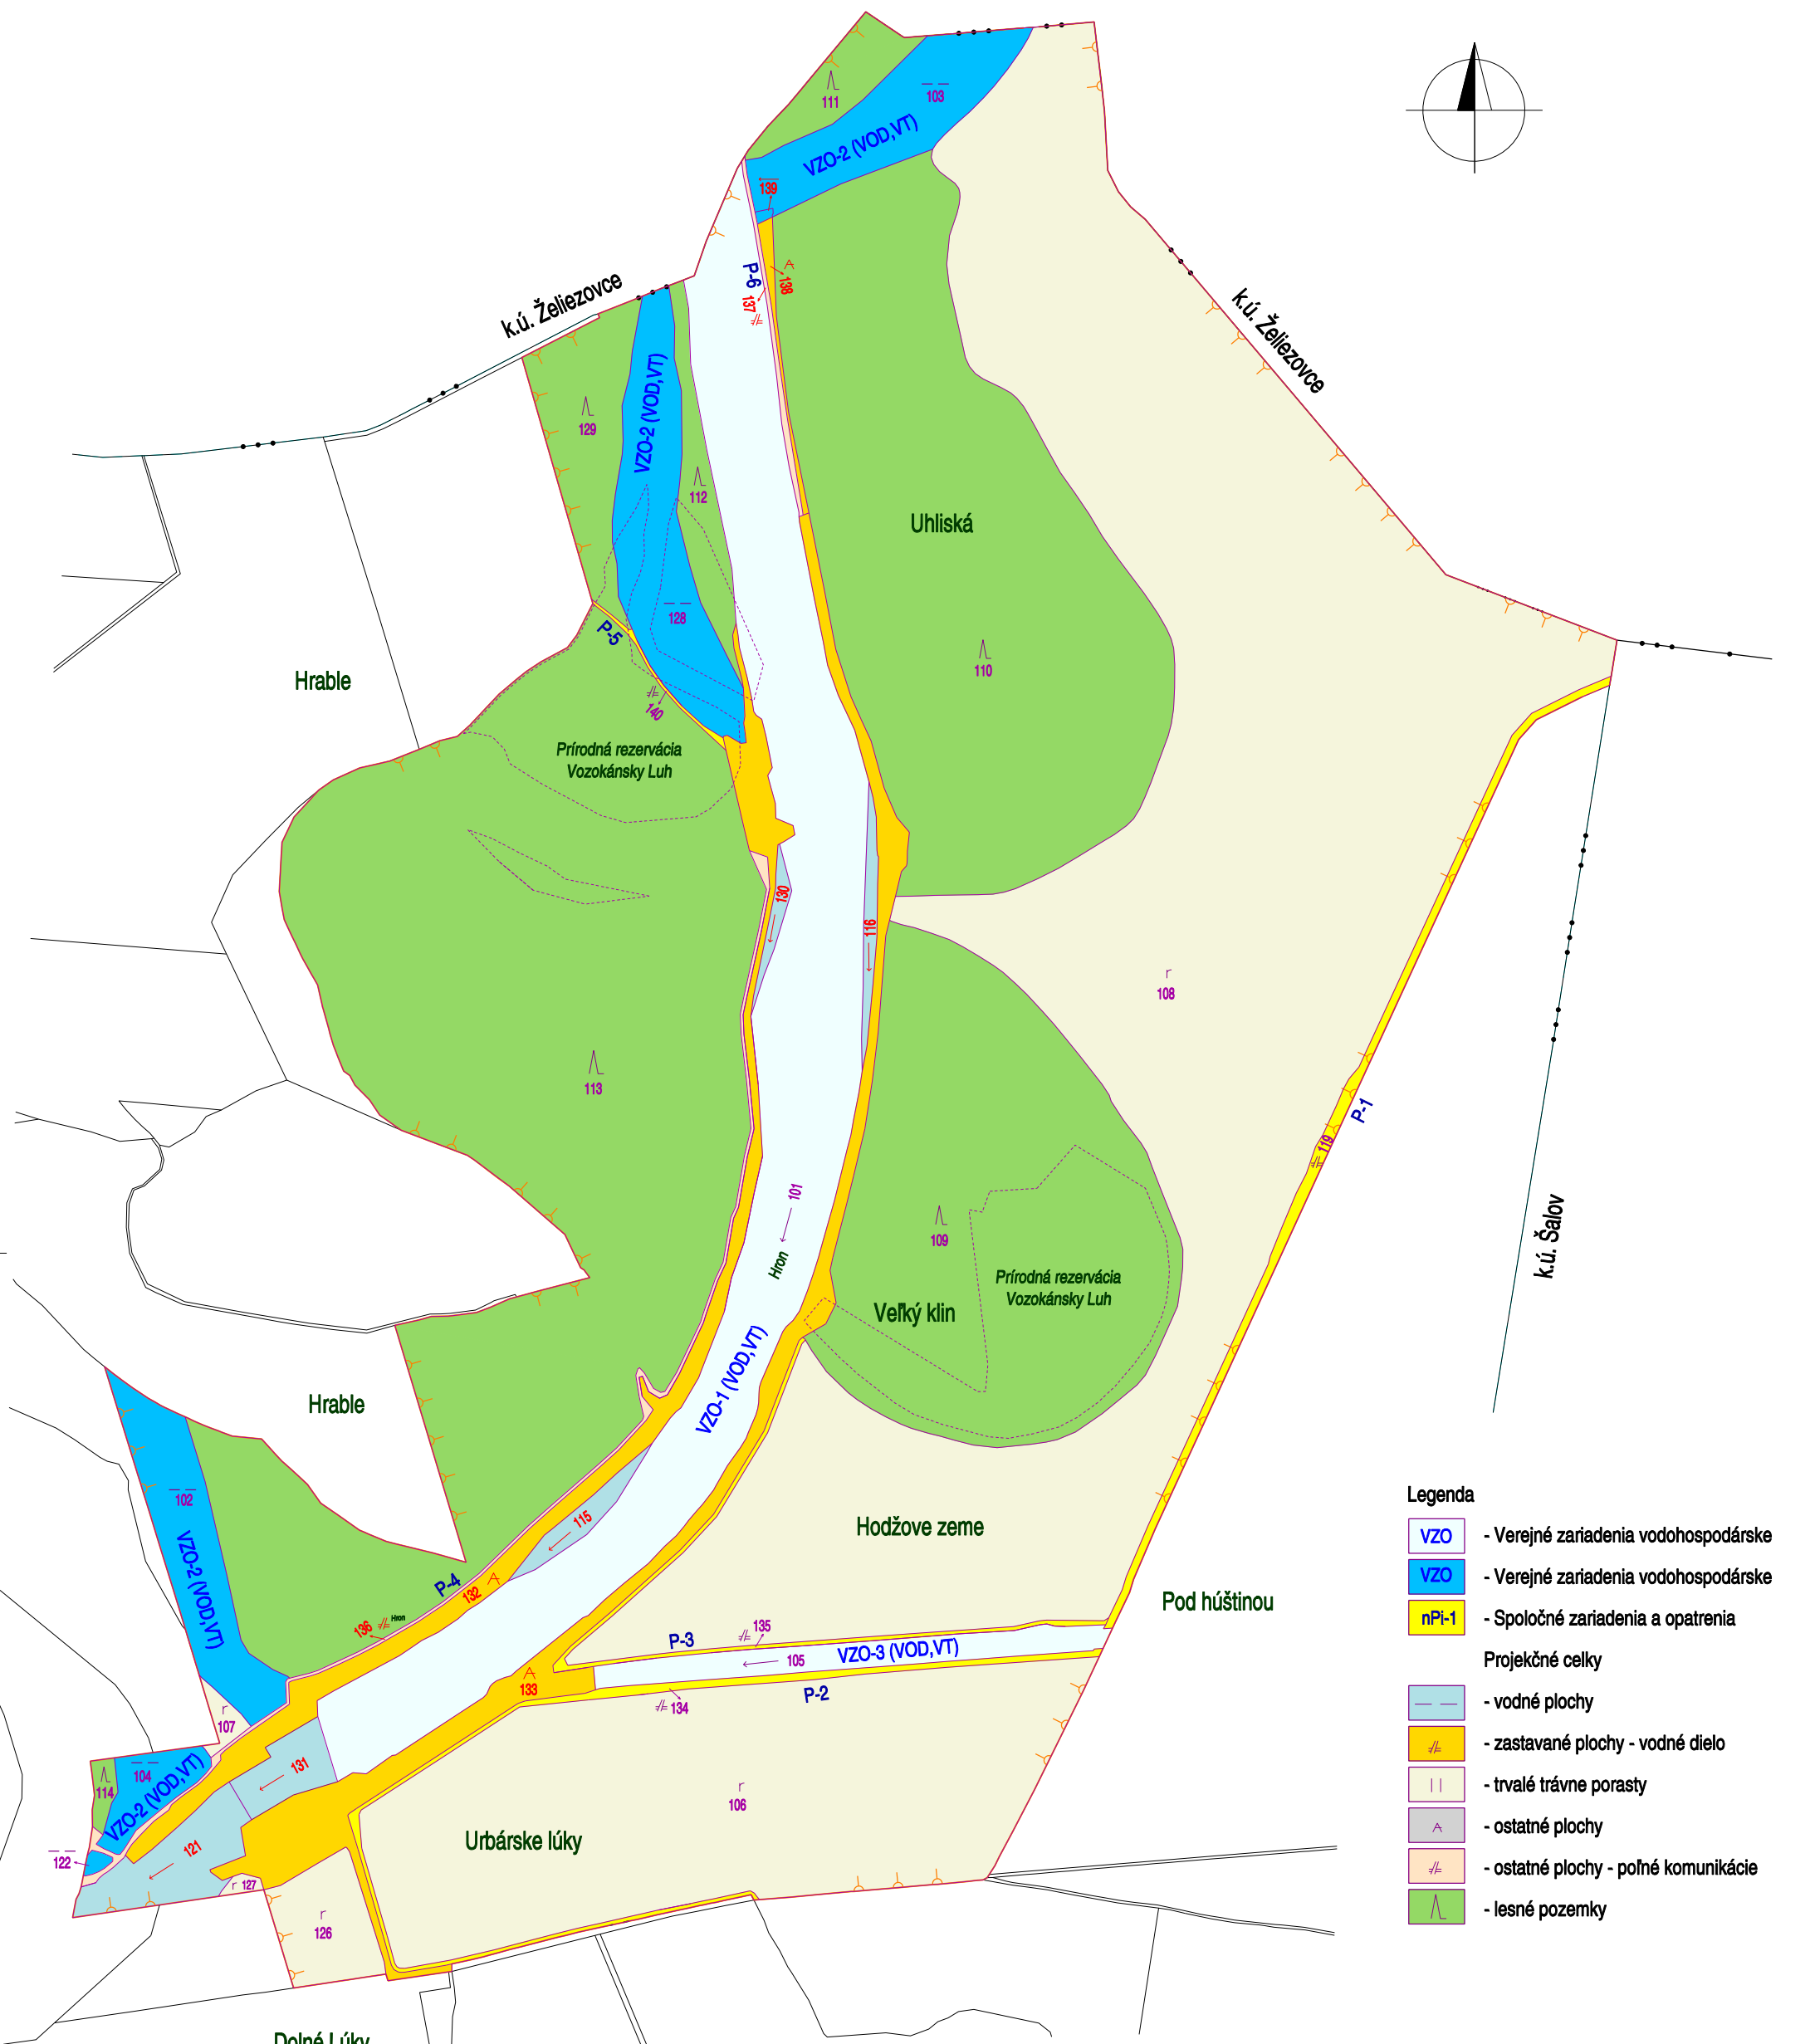 111
103
VZO-2 (VOD,VT)
139
k.ú. Želiezovce
P-6
138
137
k.ú. Želiezovce
VZO-2 (VOD,VT)
129
112
Uhliská
128
P-5
110
Hrable
140
Prírodná rezervácia
Vozokánsky Luh
130
116
r
108
113
P-1
119
101
109
k.ú. Šalov
Hron
Prírodná rezervácia
Vozokánsky Luh
Veľký klin
VZO-1 (VOD,VT)
Hrable
102
115
Hodžove zeme
VZO-2 (VOD,VT)
P-4
132
Pod húštinou
136
Hron
135
P-3
VZO-3 (VOD,VT)
105
133
P-2
134
r
107
131
104
114
VZO-2 (VOD,VT)
r
106
Urbárske lúky
121
122
r 127
r
126
Dolné Lúky
Legenda
VZO - Verejné zariadenia vodohospodárske
VZO - Verejné zariadenia vodohospodárske
nPi-1 - Spoločné zariadenia a opatrenia
Projekčné celky
- vodné plochy
- zastavané plochy - vodné dielo
- trvalé trávne porasty
- ostatné plochy
- ostatné plochy - poľné komunikácie
- lesné pozemky